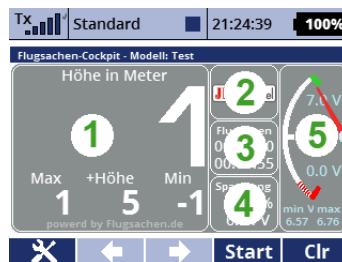 Tx Standard 21:24:39 100%
Flugsachen-Cockpit - Modell: Test
Höhe in Meter
1
1
2
3
4
5
7.0 V
0.0 V
Max +Höhe Min
1 5 -1
powerd by Flugsachen.de
min V max
6.57 6.76
Start Clr